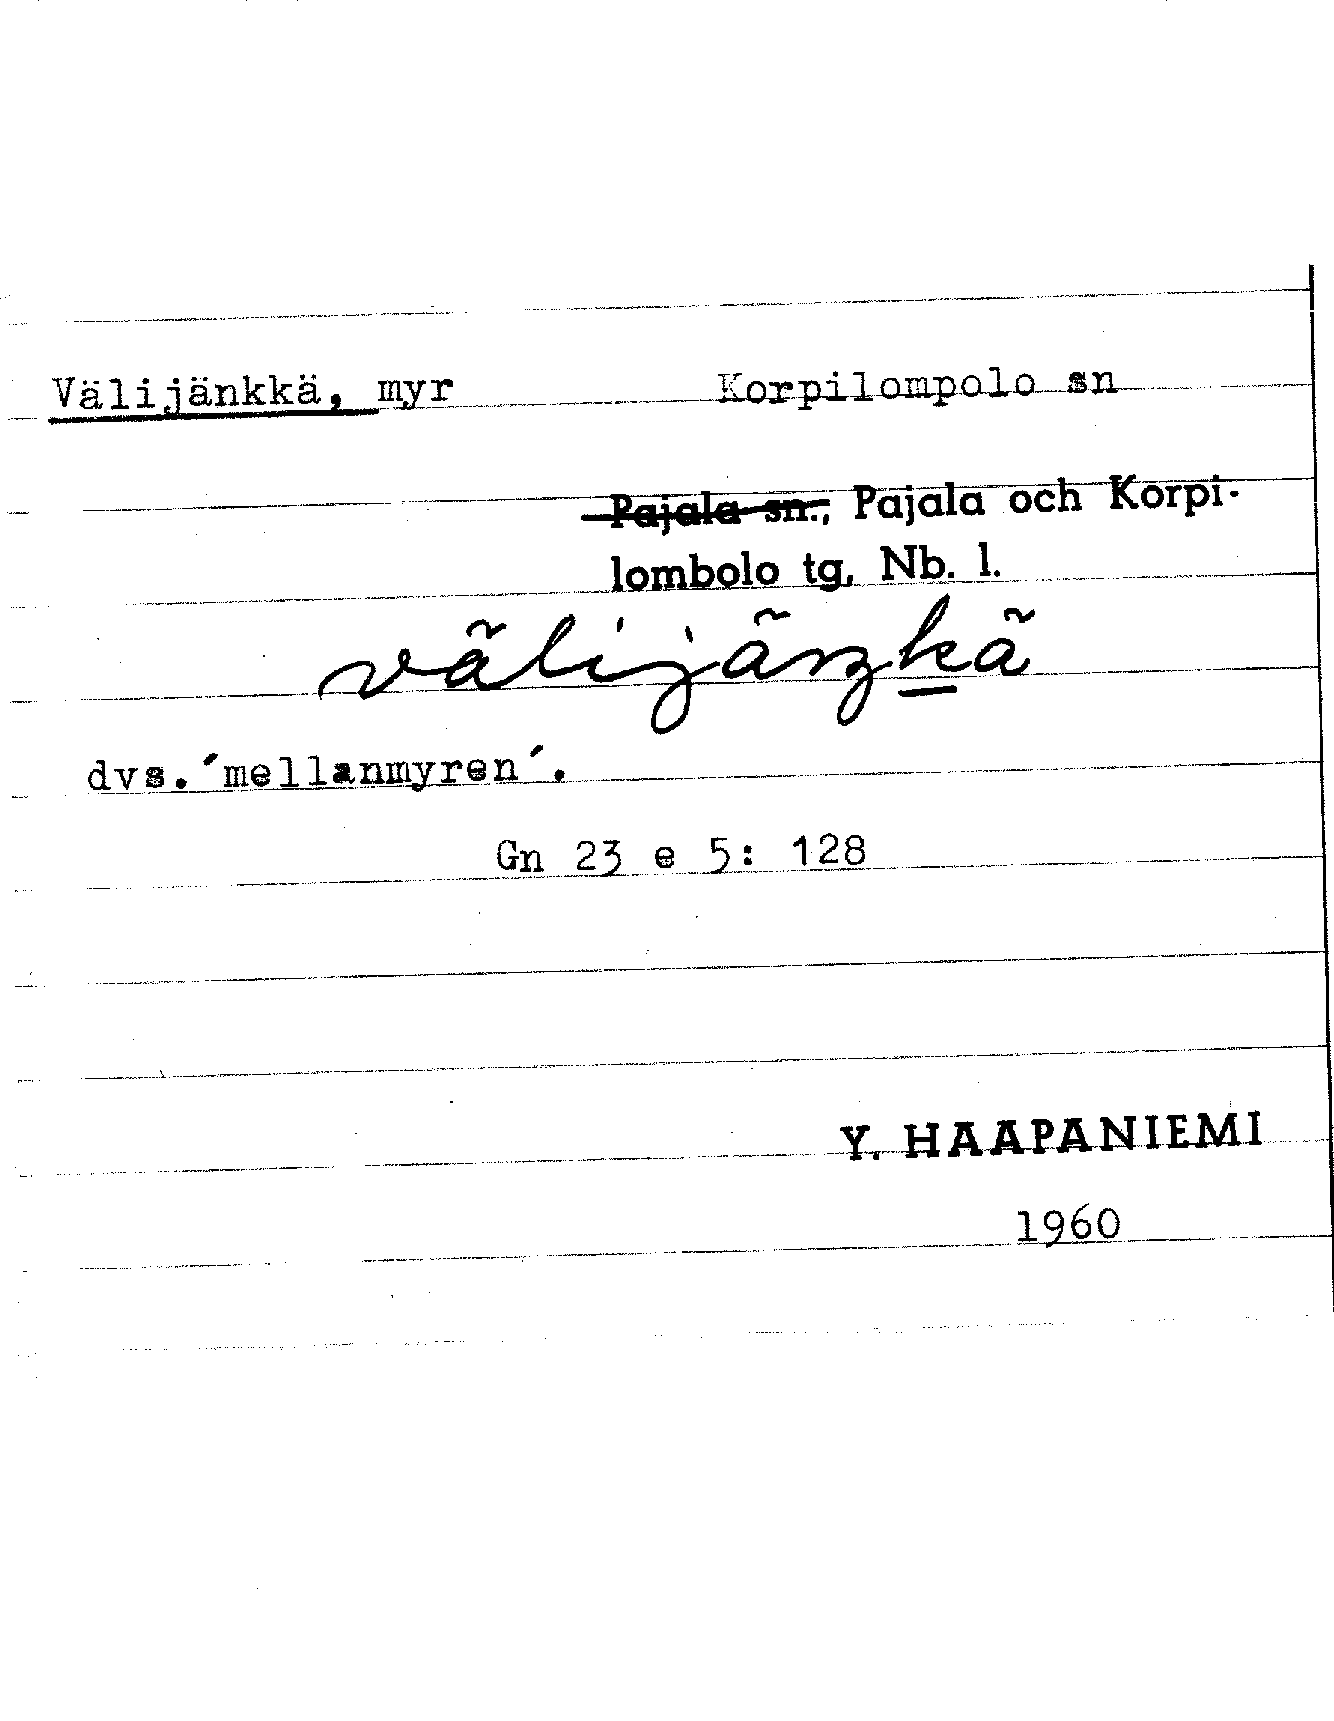 Välijänkkä, myr Korpilompolo sn
Pajala sn., Pajala och Korpi-
lombolo tg, Nb. l.
välijäŋkä
dvs. ´mellanmyren´.
Gn 23 e 5: 128
Y. HAAPANIEMI
1960